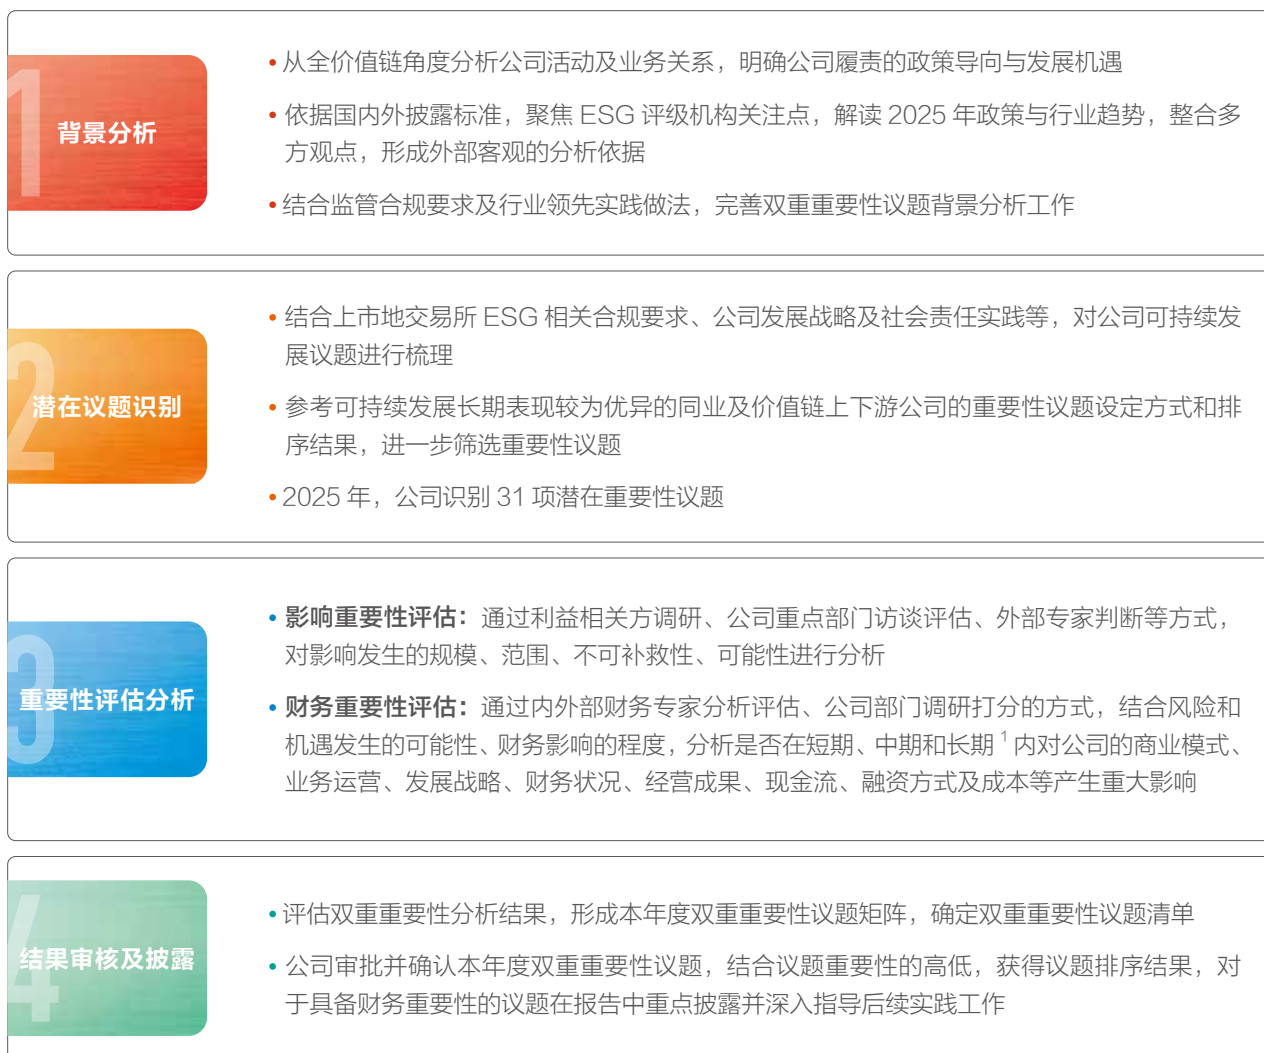 1
背景分析
• 从全价值链角度分析公司活动及业务关系，明确公司履责的政策导向与发展机遇
• 依据国内外披露标准，聚焦 ESG 评级机构关注点，解读 2025 年政策与行业趋势，整合多
方观点，形成外部客观的分析依据
• 结合监管合规要求及行业领先实践做法，完善双重重要性议题背景分析工作
2
潜在议题识别
• 结合上市地交易所 ESG 相关合规要求、公司发展战略及社会责任实践等，对公司可持续发
展议题进行梳理
• 参考可持续发展长期表现较为优异的同业及价值链上下游公司的重要性议题设定方式和排
序结果，进一步筛选重要性议题
• 2025 年，公司识别 31 项潜在重要性议题
3
重要性评估分析
• 影响重要性评估：通过利益相关方调研、公司重点部门访谈评估、外部专家判断等方式，
对影响发生的规模、范围、不可补救性、可能性进行分析
• 财务重要性评估：通过内外部财务专家分析评估、公司部门调研打分的方式，结合风险和
机遇发生的可能性、财务影响的程度，分析是否在短期、中期和长期 1 内对公司的商业模式、
业务运营、发展战略、财务状况、经营成果、现金流、融资方式及成本等产生重大影响
4
结果审核及披露
• 评估双重重要性分析结果，形成本年度双重重要性议题矩阵，确定双重重要性议题清单
• 公司审批并确认本年度双重重要性议题，结合议题重要性的高低，获得议题排序结果，对
于具备财务重要性的议题在报告中重点披露并深入指导后续实践工作